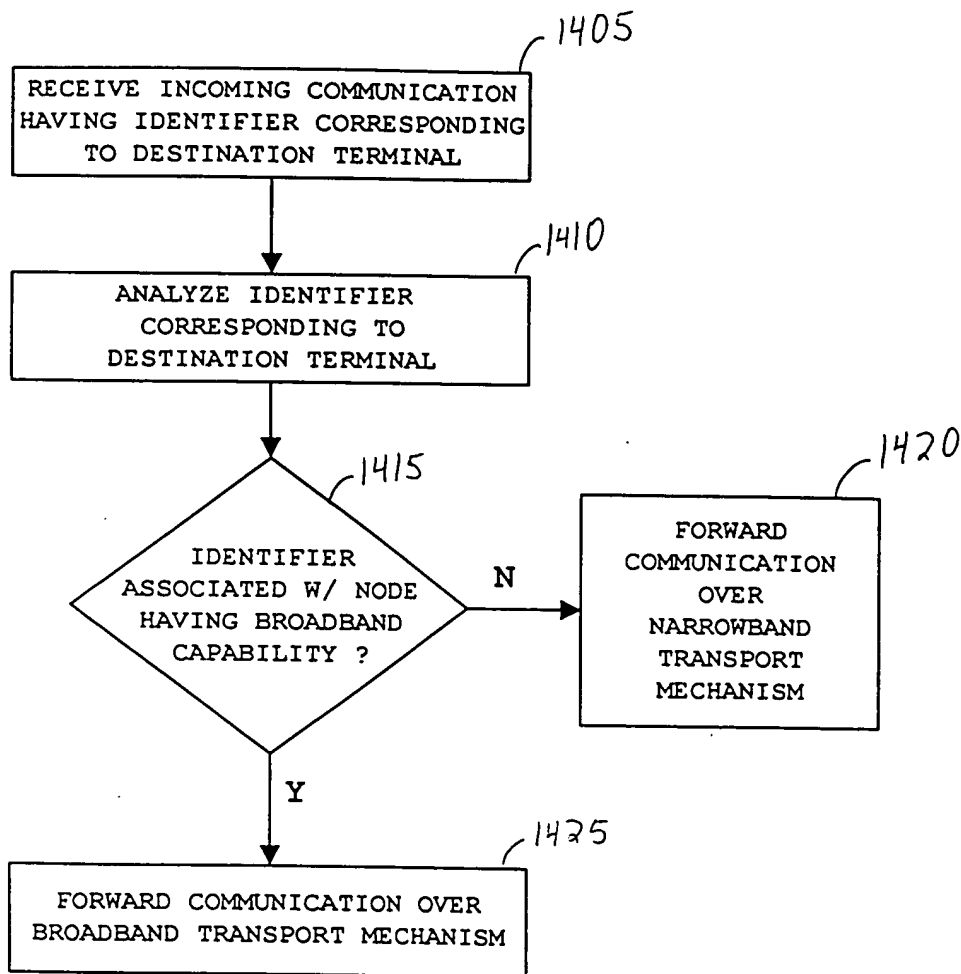 1405
RECEIVE INCOMING COMMUNICATION
HAVING IDENTIFIER CORRESPONDING
TO DESTINATION TERMINAL
1410
ANALYZE IDENTIFIER
CORRESPONDING TO
DESTINATION TERMINAL
1415
IDENTIFIER
ASSOCIATED W/ NODE
HAVING BROADBAND
CAPABILITY ?
N
1420
FORWARD
COMMUNICATION
OVER
NARROWBAND
TRANSPORT
MECHANISM
Y
1425
FORWARD COMMUNICATION OVER
BROADBAND TRANSPORT MECHANISM